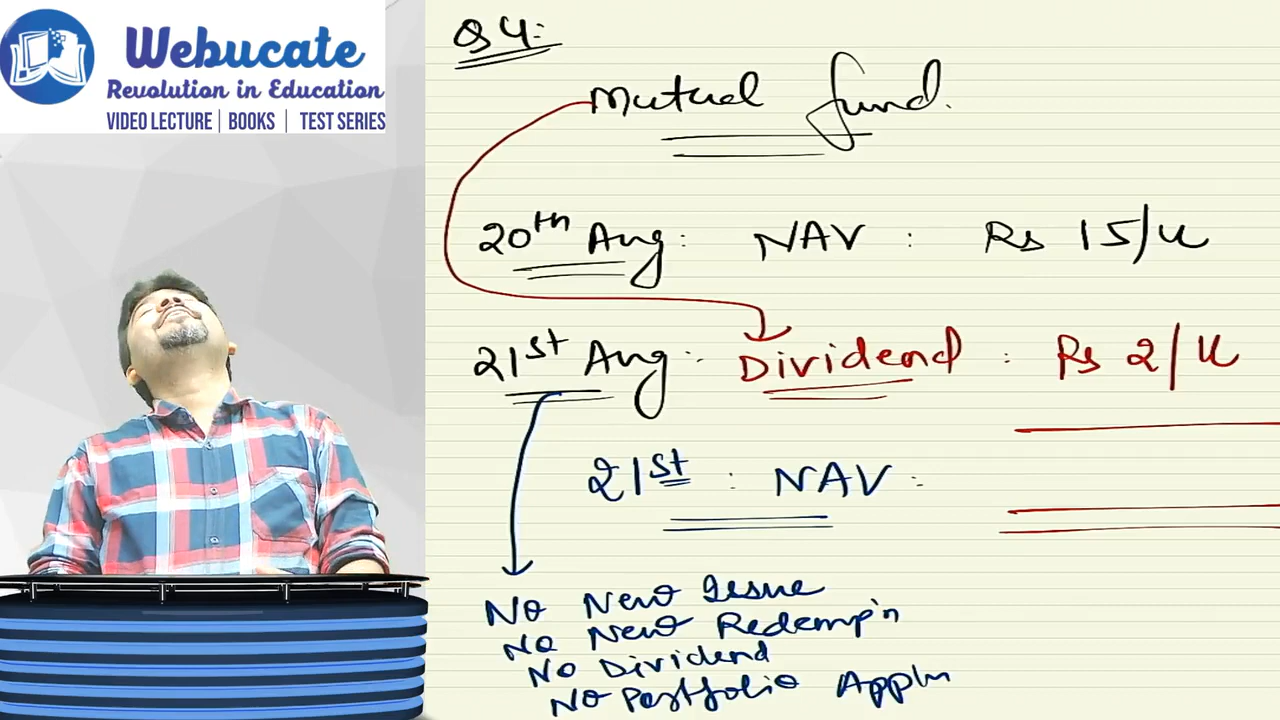 Webucate
Revolution in Education
VIDEO LECTURE | BOOKS | TEST SERIES
Q4:
Mutual fund.
20th Aug: NAV : Rs 15/u
21st Aug: Dividend : Rs 2/u
21st : NAV :
No New Issue
No New Redemp'n
No Dividend
No Portfolio Appln